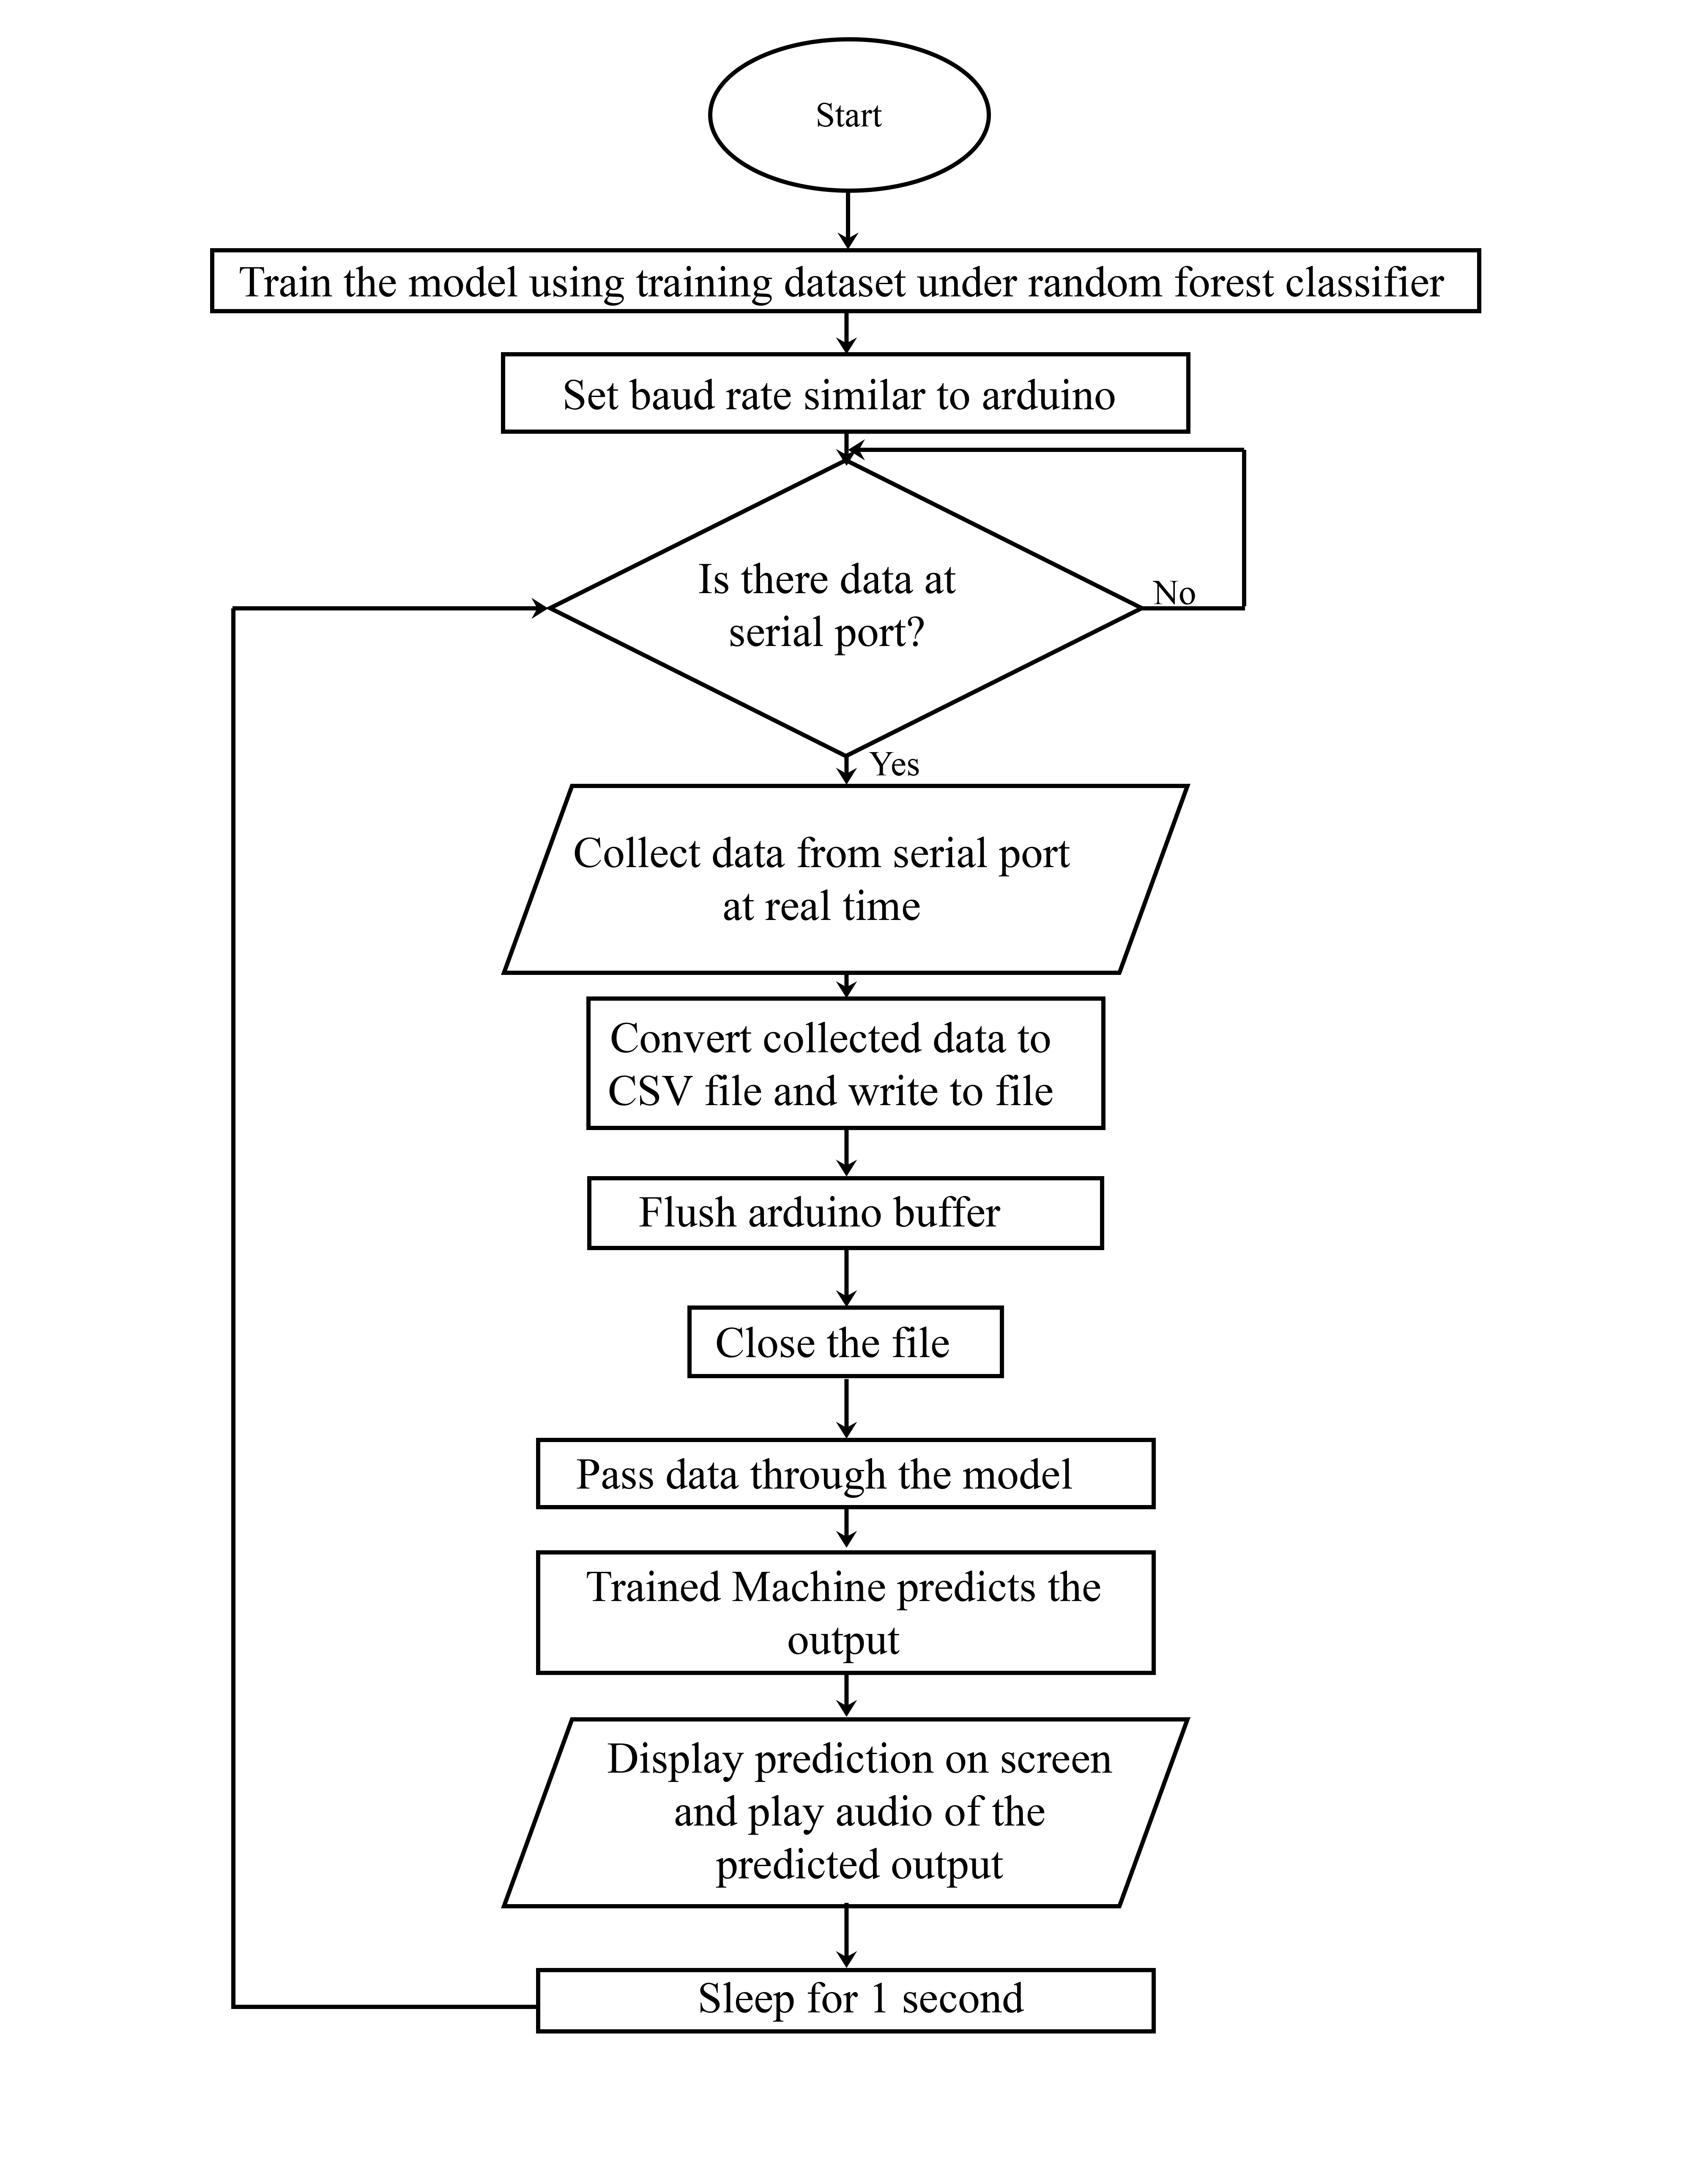 Start
Train the model using training dataset under random forest classifier
Set baud rate similar to arduino
Is there data at
serial port?
No
Yes
Collect data from serial port
at real time
Convert collected data to
CSV file and write to file
Flush arduino buffer
Close the file
Pass data through the model
Trained Machine predicts the
output
Display prediction on screen
and play audio of the
predicted output
Sleep for 1 second